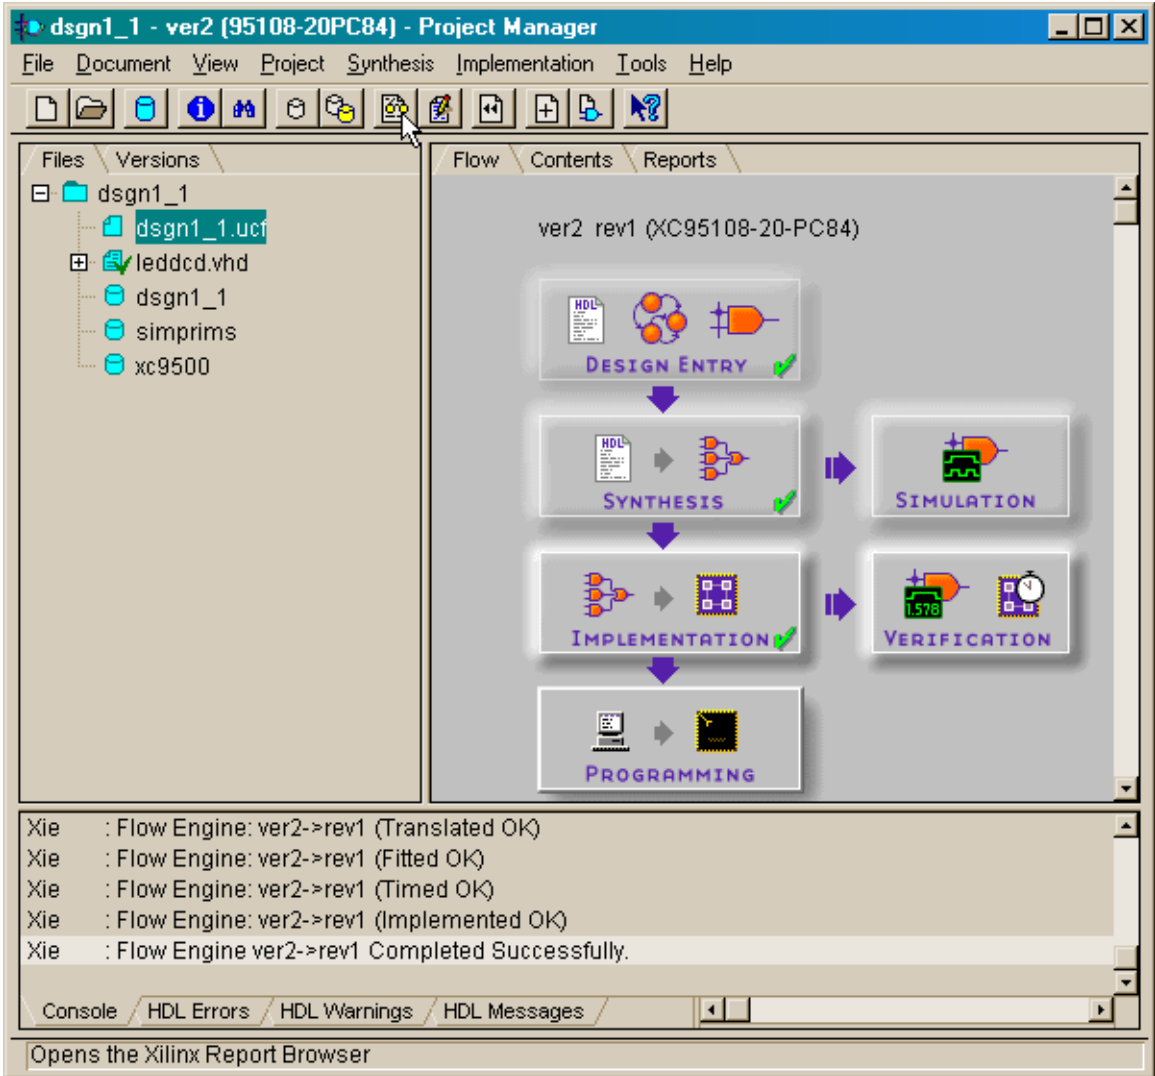 dsgn1_1 - ver2 (95108-20PC84) - Project Manager
File Document View Project Synthesis Implementation Tools Help
Files Versions
Flow Contents Reports
dsgn1_1
dsgn1_1.ucf
leddcd.vhd
dsgn1_1
simprims
xc9500
ver2 rev1 (XC95108-20-PC84)
HDL
DESIGN ENTRY
HDL
SYNTHESIS
SIMULATION
IMPLEMENTATION
1.578
VERIFICATION
PROGRAMMING
Xie : Flow Engine: ver2->rev1 (Translated OK)
Xie : Flow Engine: ver2->rev1 (Fitted OK)
Xie : Flow Engine: ver2->rev1 (Timed OK)
Xie : Flow Engine: ver2->rev1 (Implemented OK)
Xie : Flow Engine ver2->rev1 Completed Successfully.
Console HDL Errors HDL Warnings HDL Messages
Opens the Xilinx Report Browser